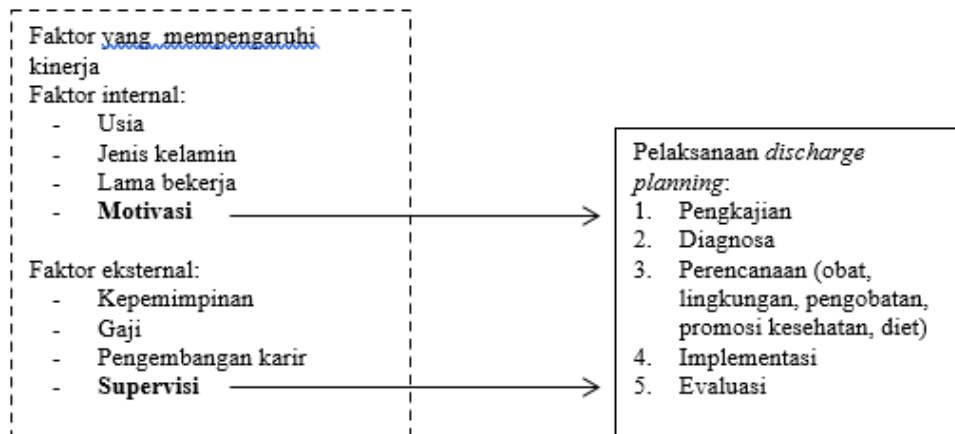 Faktor yang mempengaruhi
kinerja
Faktor internal:
- Usia
- Jenis kelamin
- Lama bekerja
- Motivasi
Faktor eksternal:
- Kepemimpinan
- Gaji
- Pengembangan karir
- Supervisi
Pelaksanaan discharge
planning:
1. Pengkajian
2. Diagnosa
3. Perencanaan (obat,
lingkungan, pengobatan,
promosi kesehatan, diet)
4. Implementasi
5. Evaluasi